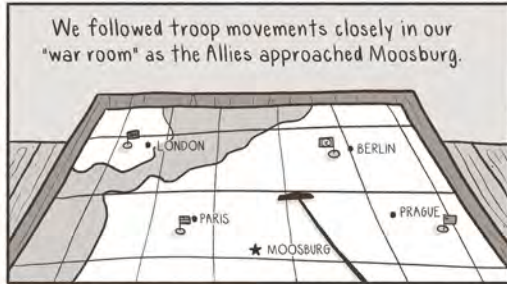 We followed troop movements closely in our
"war room" as the Allies approached Moosburg.
LONDON
BERLIN
PARIS
PRAGUE
MOOSBURG